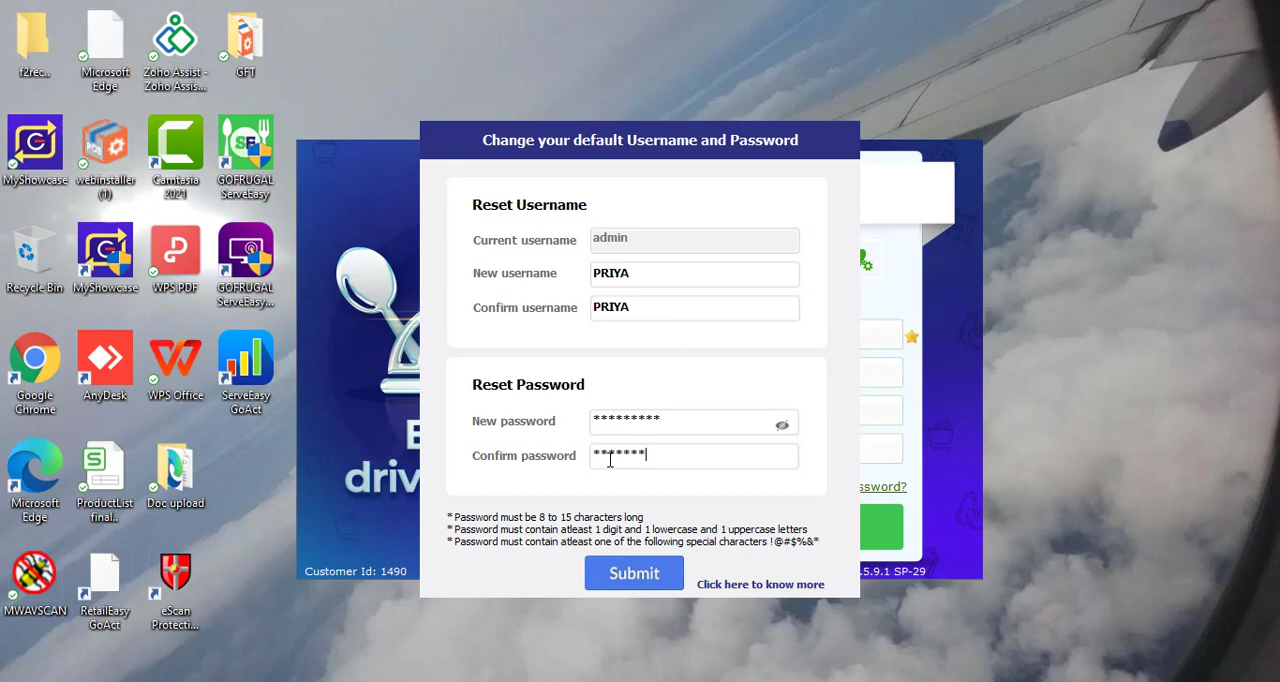 f2rec..
Microsoft
Edge
Zoho Assist -
Zoho Assis...
GFT
MyShowcase
webinstaller
(1)
Camtasia
2021
GOFRUGAL
ServeEasy
Recycle Bin
MyShowcase
WPS PDF
GOFRUGAL
ServeEasy...
Google
Chrome
AnyDesk
WPS Office
ServeEasy
GoAct
Microsoft
Edge
ProductList
final..
Doc upload
MWAVSCAN
RetailEasy
GoAct
eScan
Protecti...
Change your default Username and Password
Reset Username
Current username admin
New username PRIYA
Confirm username PRIYA
Reset Password
New password *********
Confirm password *******
* Password must be 8 to 15 characters long
* Password must contain atleast 1 digit and 1 lowercase and 1 uppercase letters
* Password must contain atleast one of the following special characters !@#$%&*
Submit
Click here to know more
E
driv
ssword?
Customer Id: 1490
.5.9.1 SP-29